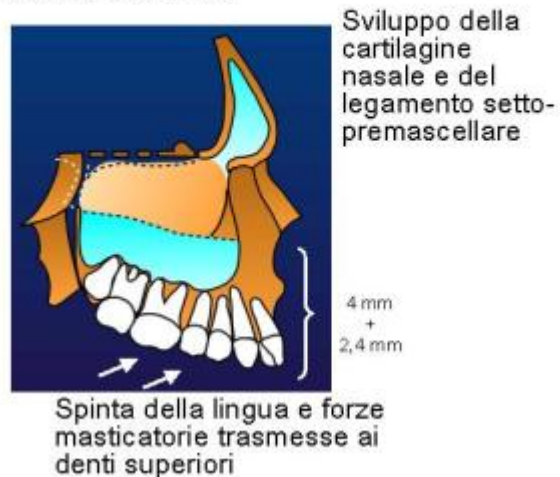 Sviluppo della
cartilagine
nasale e del
legamento setto-
premascellare
4 mm
+
2,4 mm
Spinta della lingua e forze
masticatorie trasmesse ai
denti superiori